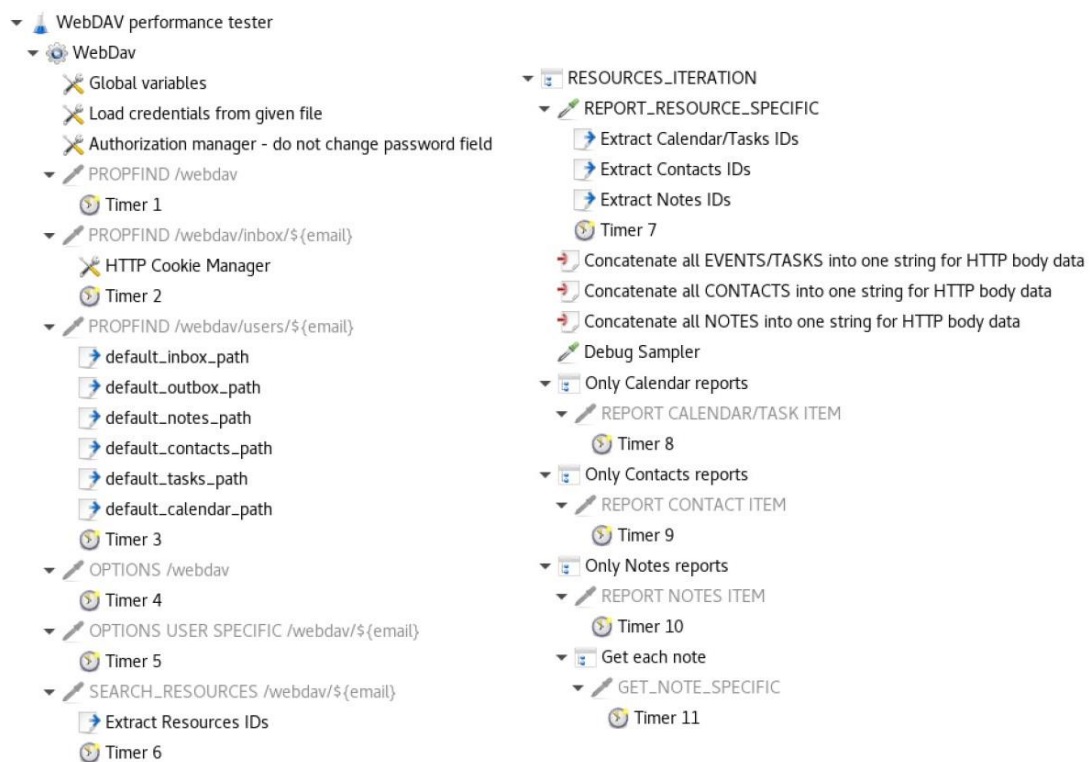 WebDAV performance tester
WebDav
Global variables
Load credentials from given file
Authorization manager - do not change password field
PROPFIND /webdav
Timer 1
PROPFIND /webdav/inbox/${email}
HTTP Cookie Manager
Timer 2
PROPFIND /webdav/users/${email}
default_inbox_path
default_outbox_path
default_notes_path
default_contacts_path
default_tasks_path
default_calendar_path
Timer 3
OPTIONS /webdav
Timer 4
OPTIONS USER SPECIFIC /webdav/${email}
Timer 5
SEARCH_RESOURCES /webdav/${email}
Extract Resources IDs
Timer 6
RESOURCES_ITERATION
REPORT_RESOURCE_SPECIFIC
Extract Calendar/Tasks IDs
Extract Contacts IDs
Extract Notes IDs
Timer 7
Concatenate all EVENTS/TASKS into one string for HTTP body data
Concatenate all CONTACTS into one string for HTTP body data
Concatenate all NOTES into one string for HTTP body data
Debug Sampler
Only Calendar reports
REPORT CALENDAR/TASK ITEM
Timer 8
Only Contacts reports
REPORT CONTACT ITEM
Timer 9
Only Notes reports
REPORT NOTES ITEM
Timer 10
Get each note
GET_NOTE_SPECIFIC
Timer 11